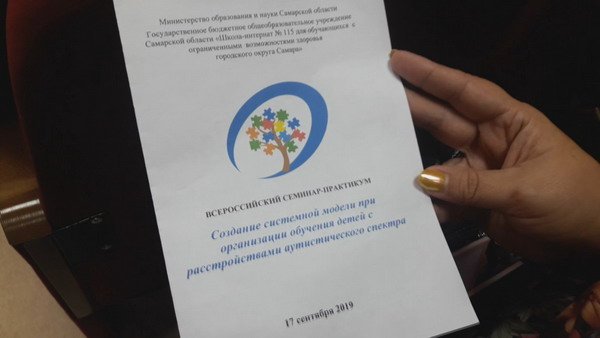 Министерство образования и науки Самарской области
Государственное бюджетное общеобразовательное учреждение
Самарской области «Школа-интернат № 115 для обучающихся с
ограниченными возможностями здоровья
городского округа Самара»
ВСЕРОССИЙСКИЙ СЕМИНАР-ПРАКТИКУМ
Создание системной модели при
организации обучения детей с
расстройствами аутистического спектра
17 сентября 2019